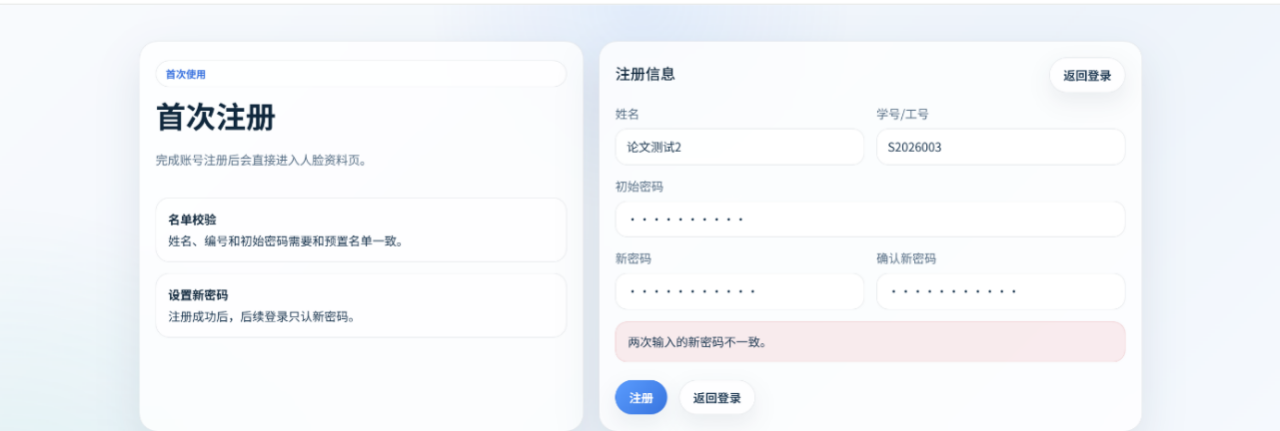 首次使用
首次注册
完成账号注册后会直接进入人脸资料页。
名单校验
姓名、编号和初始密码需要和预置名单一致。
设置新密码
注册成功后，后续登录只认新密码。
注册信息
返回登录
姓名
学号/工号
论文测试2
S2026003
初始密码
··········
新密码
确认新密码
···········
···········
两次输入的新密码不一致。
注册
返回登录